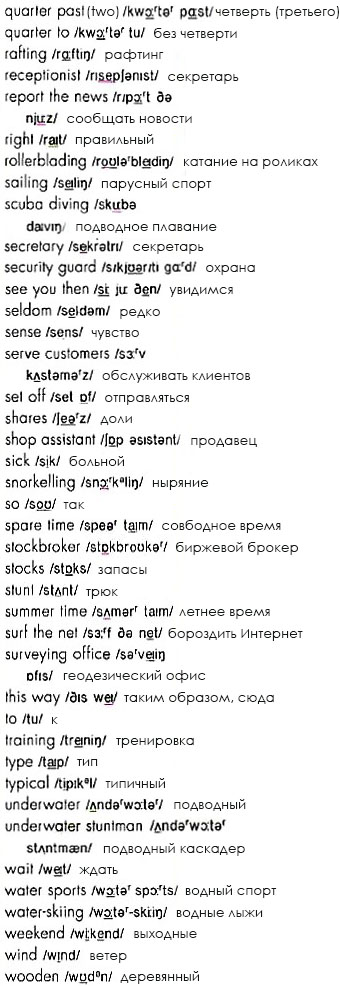 quarter past (two) /kwɔːʳtəʳ pɑːst/ четверть (третьего)
quarter to /kwɔːʳtəʳ tu/ без четверти
rafting /rɑːftɪŋ/ рафтинг
receptionist /rɪsepʃənɪst/ секретарь
report the news /rɪpɔːʳt ðə
njuːz/ сообщать новости
right /raɪt/ правильный
rollerblading /roʊləʳbleɪdɪŋ/ катание на роликах
sailing /seɪlɪŋ/ парусный спорт
scuba diving /skuːbə
daɪvɪŋ/ подводное плавание
secretary /sekrətrɪ/ секретарь
security guard /sɪkjʊərɪti gɑːʳd/ охрана
see you then /siː juː ðen/ увидимся
seldom /seldəm/ редко
sense /sens/ чувство
serve customers /sɜːʳv
kʌstəməʳz/ обслуживать клиентов
set off /set ɒf/ отправляться
shares /ʃeəʳz/ доли
shop assistant /ʃɒp əsɪstənt/ продавец
sick /sɪk/ больной
snorkelling /snɔːʳkᵊlɪŋ/ ныряние
so /soʊ/ так
spare time /speəʳ taɪm/ совбодное время
stockbroker /stɒkbroʊkəʳ/ биржевой брокер
stocks /stɒks/ запасы
stunt /stʌnt/ трюк
summer time /sʌməʳ taɪm/ летнее время
surf the net /sɜːʳf ðə net/ бороздить Интернет
surveying office /səʳveɪɪŋ
ɒfɪs/ геодезический офис
this way /ðɪs weɪ/ таким образом, сюда
to /tu/ к
training /treɪnɪŋ/ тренировка
type /taɪp/ тип
typical /tɪpɪkᵊl/ типичный
underwater /ʌndəʳwɔːtəʳ/ подводный
underwater stuntman /ʌndəʳwɔːtəʳ
stʌntmæn/ подводный каскадер
wait /weɪt/ ждать
water sports /wɔːtəʳ spɔːʳts/ водный спорт
water-skiing /wɔːtəʳ-skiːɪŋ/ водные лыжи
weekend /wiːkend/ выходные
wind /wɪnd/ ветер
wooden /wʊdᵊn/ деревянный